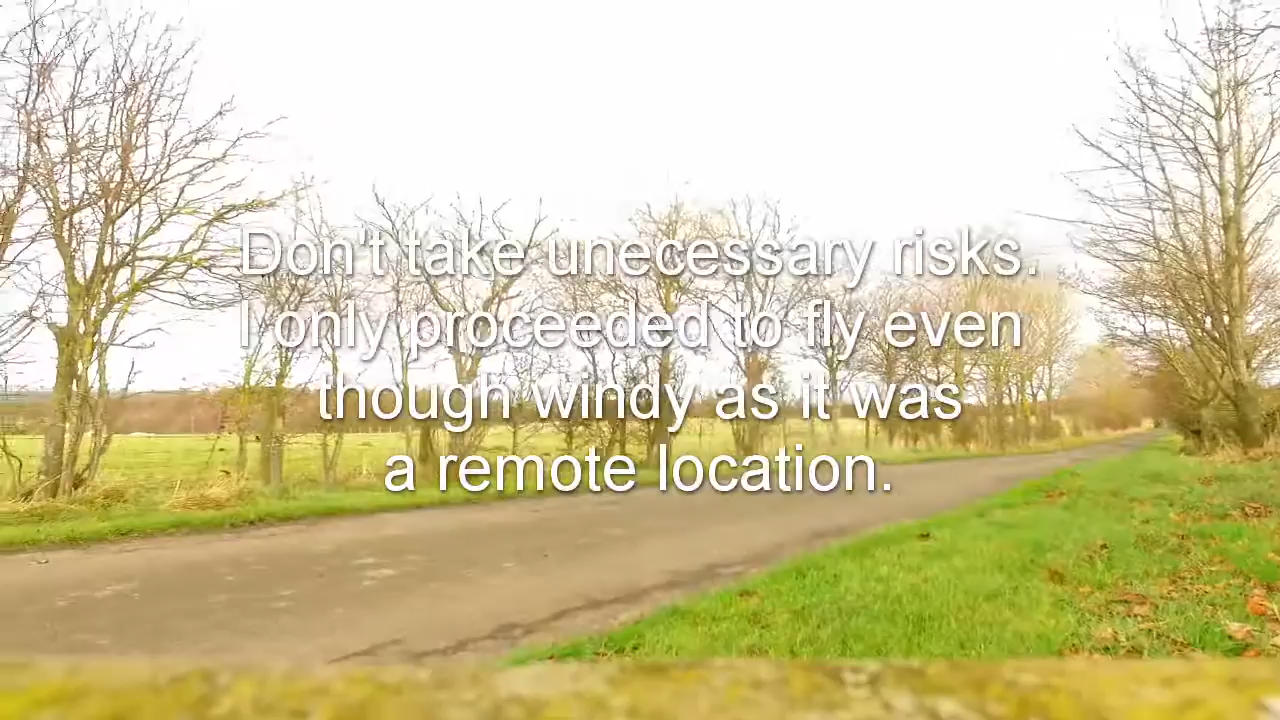 Don't take unecessary risks.
I only proceeded to fly even
though windy as it was
a remote location.